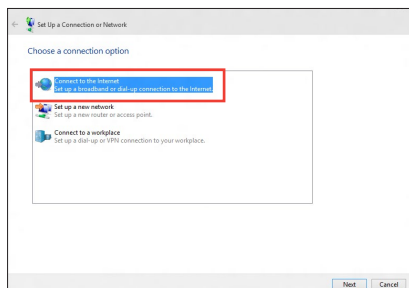 Set Up a Connection or Network
Choose a connection option
Connect to the Internet
Set up a broadband or dial-up connection to the Internet.
Set up a new network
Set up a new router or access point.
Connect to a workplace
Set up a dial-up or VPN connection to your workplace.
Next Cancel